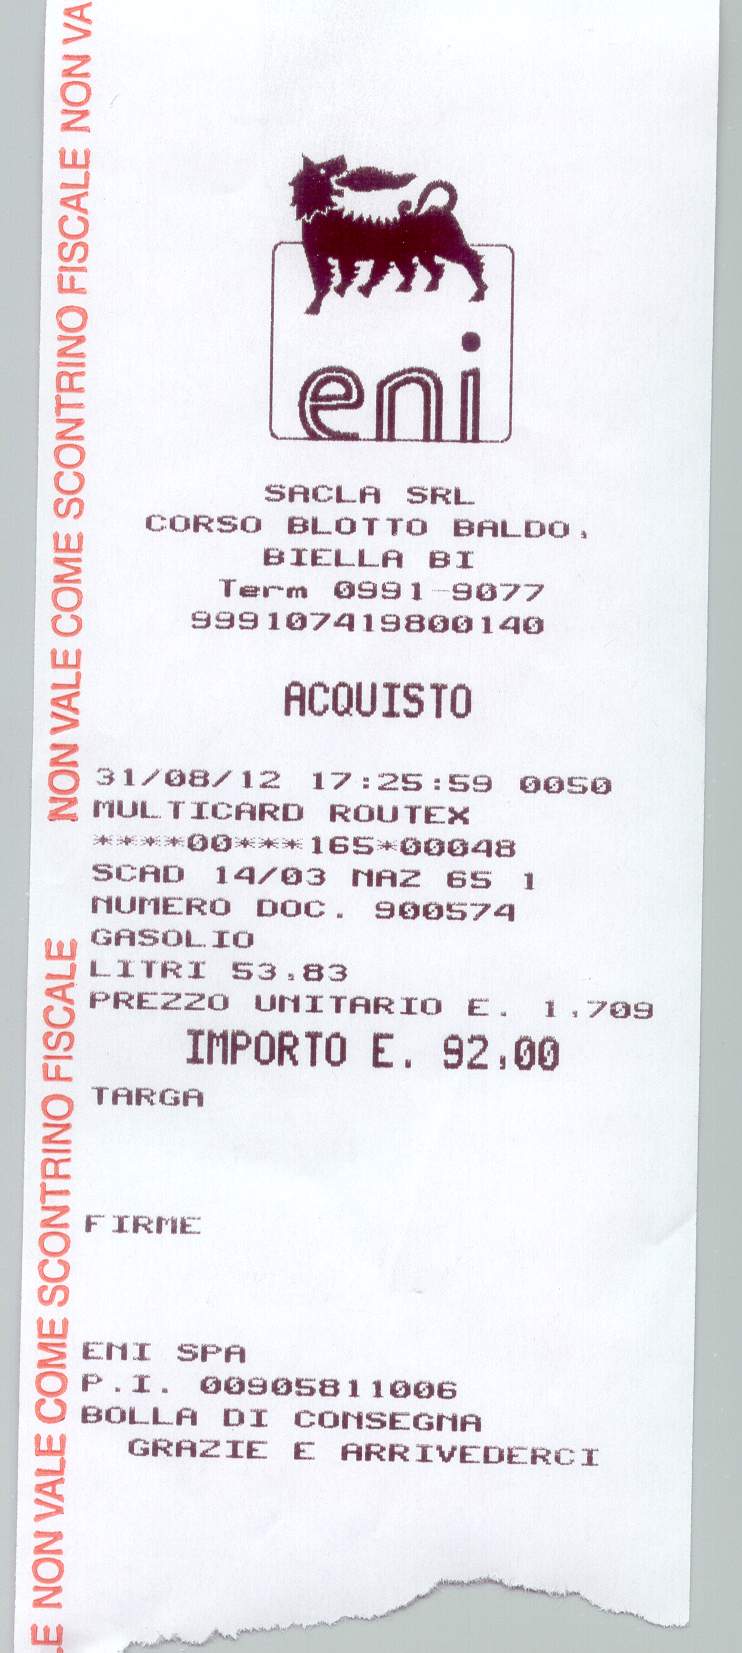 eni
SACLA SRL
CORSO BLOTTO BALDO,
BIELLA BI
Term 0991-9077
999107419800140
ACQUISTO
31/08/12 17:25:59 0050
MULTICARD ROUTEX
****00***165*00048
SCAD 14/03 NAZ 65 1
NUMERO DOC. 900574
GASOLIO
LITRI 53,83
PREZZO UNITARIO E. 1,709
IMPORTO E. 92,00
TARGA
FIRME
ENI SPA
P.I. 00905811006
BOLLA DI CONSEGNA
GRAZIE E ARRIVEDERCI
LE NON VALE COME SCONTRINO FISCALE
NON VALE COME SCONTRINO FISCALE NON VA